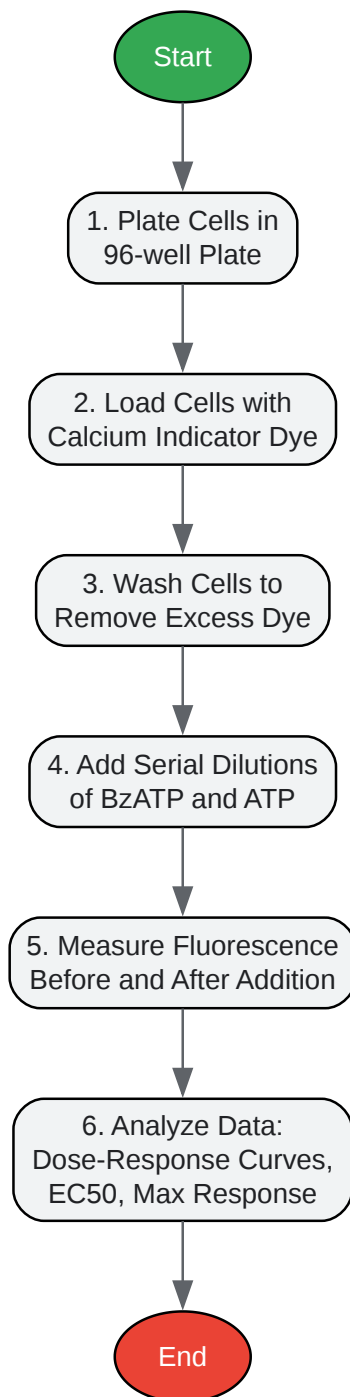 Start
1. Plate Cells in
96-well Plate
2. Load Cells with
Calcium Indicator Dye
3. Wash Cells to
Remove Excess Dye
4. Add Serial Dilutions
of BzATP and ATP
5. Measure Fluorescence
Before and After Addition
6. Analyze Data:
Dose-Response Curves,
EC50, Max Response
End